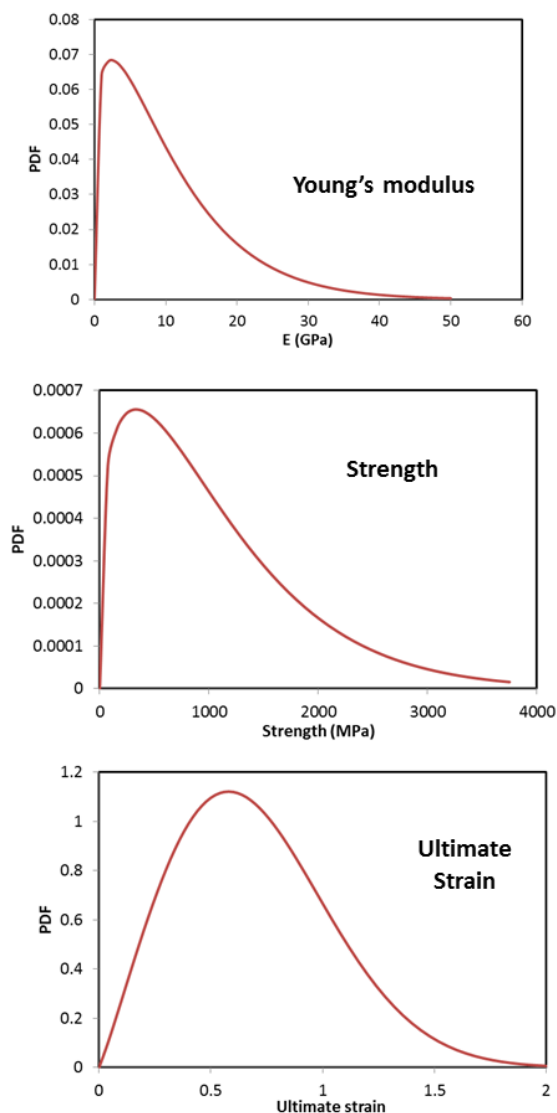 0.08
0.07
0.06
0.05
0.04
0.03
0.02
0.01
0
PDF
Young's modulus
0 10 20 30 40 50 60
E (GPa)
0.0007
0.0006
0.0005
0.0004
0.0003
0.0002
0.0001
0
PDF
Strength
0 1000 2000 3000 4000
Strength (MPa)
1.2
1
0.8
0.6
0.4
0.2
0
PDF
Ultimate
Strain
0 0.5 1 1.5 2
Ultimate strain